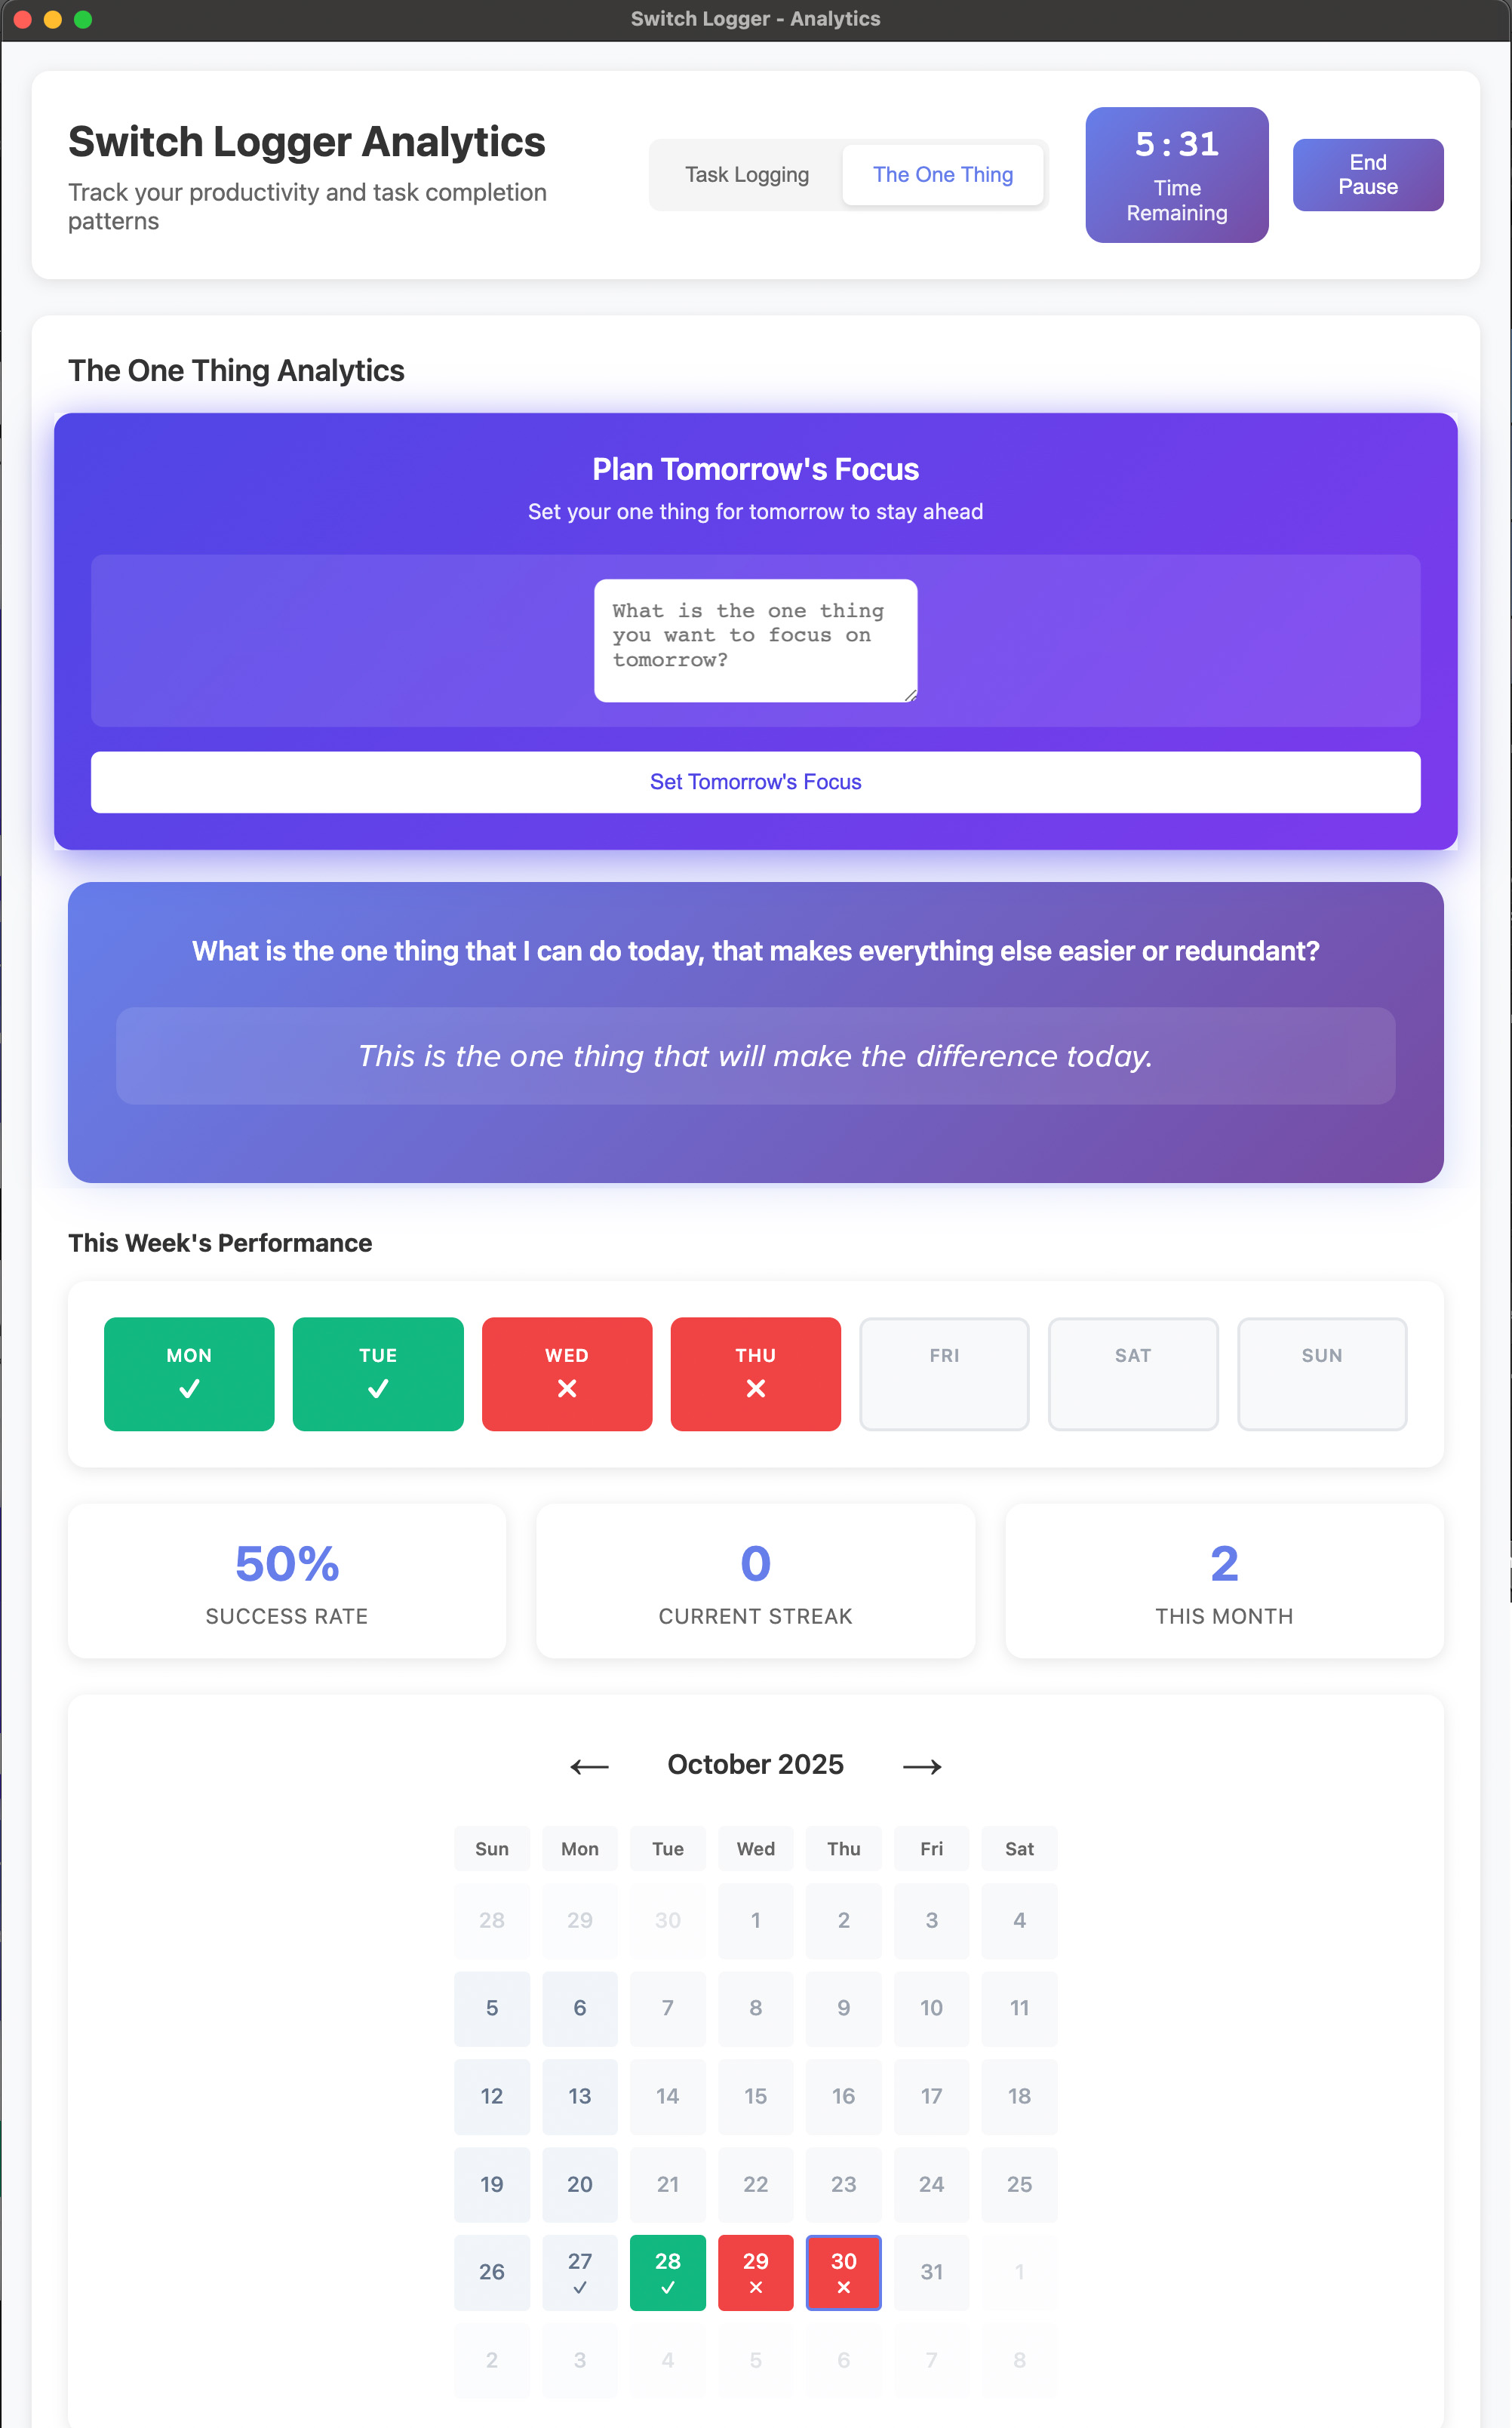 Switch Logger - Analytics
Switch Logger Analytics
Track your productivity and task completion
patterns
Task Logging
The One Thing
5:31
Time
Remaining
End
Pause
The One Thing Analytics
Plan Tomorrow's Focus
Set your one thing for tomorrow to stay ahead
What is the one thing
you want to focus on
tomorrow?
Set Tomorrow's Focus
What is the one thing that I can do today, that makes everything else easier or redundant?
This is the one thing that will make the difference today.
This Week's Performance
MON TUE WED THU FRI SAT SUN
✓ ✓ ✕ ✕
50% 0 2
SUCCESS RATE CURRENT STREAK THIS MONTH
← October 2025 →
Sun Mon Tue Wed Thu Fri Sat
28 29 30 1 2 3 4
5 6 7 8 9 10 11
12 13 14 15 16 17 18
19 20 21 22 23 24 25
26 27 28 29 30 31 1
✓ ✓ ✕ ✕
2 3 4 5 6 7 8